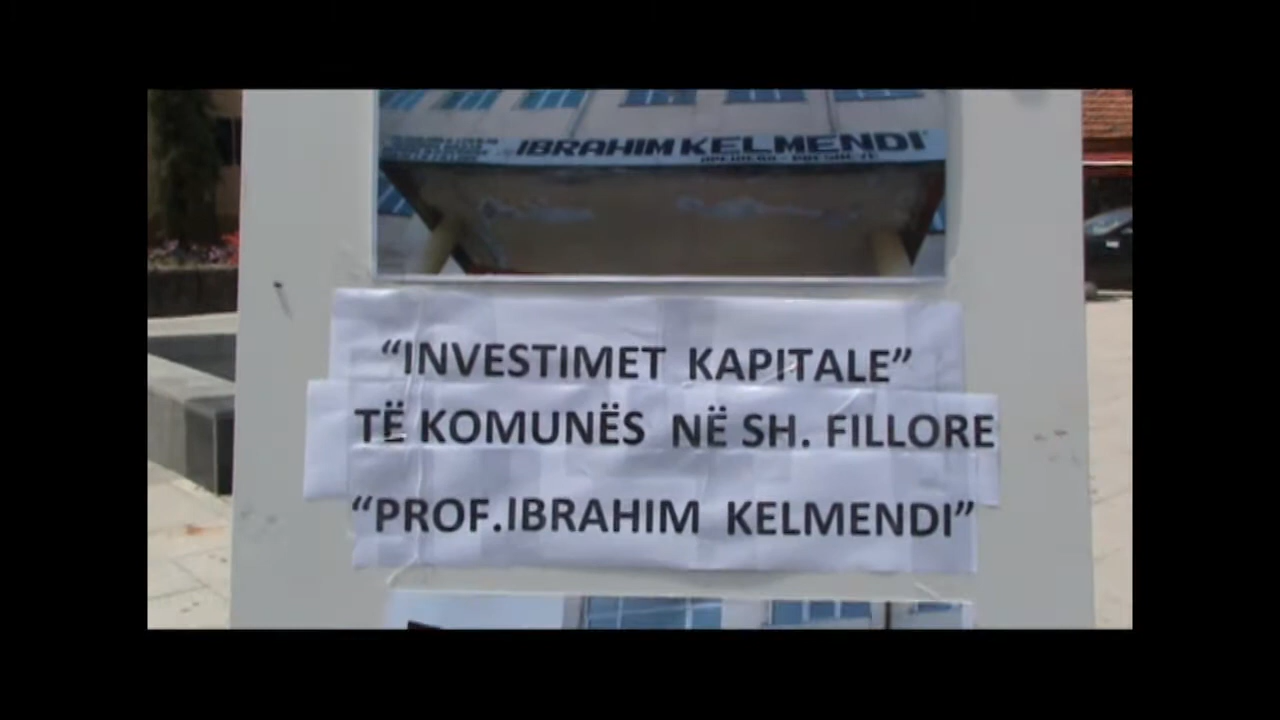 IBRAHIM KELMENDI
“INVESTIMET KAPITALE”
TË KOMUNËS NË SH. FILLORE
“PROF.IBRAHIM KELMENDI”